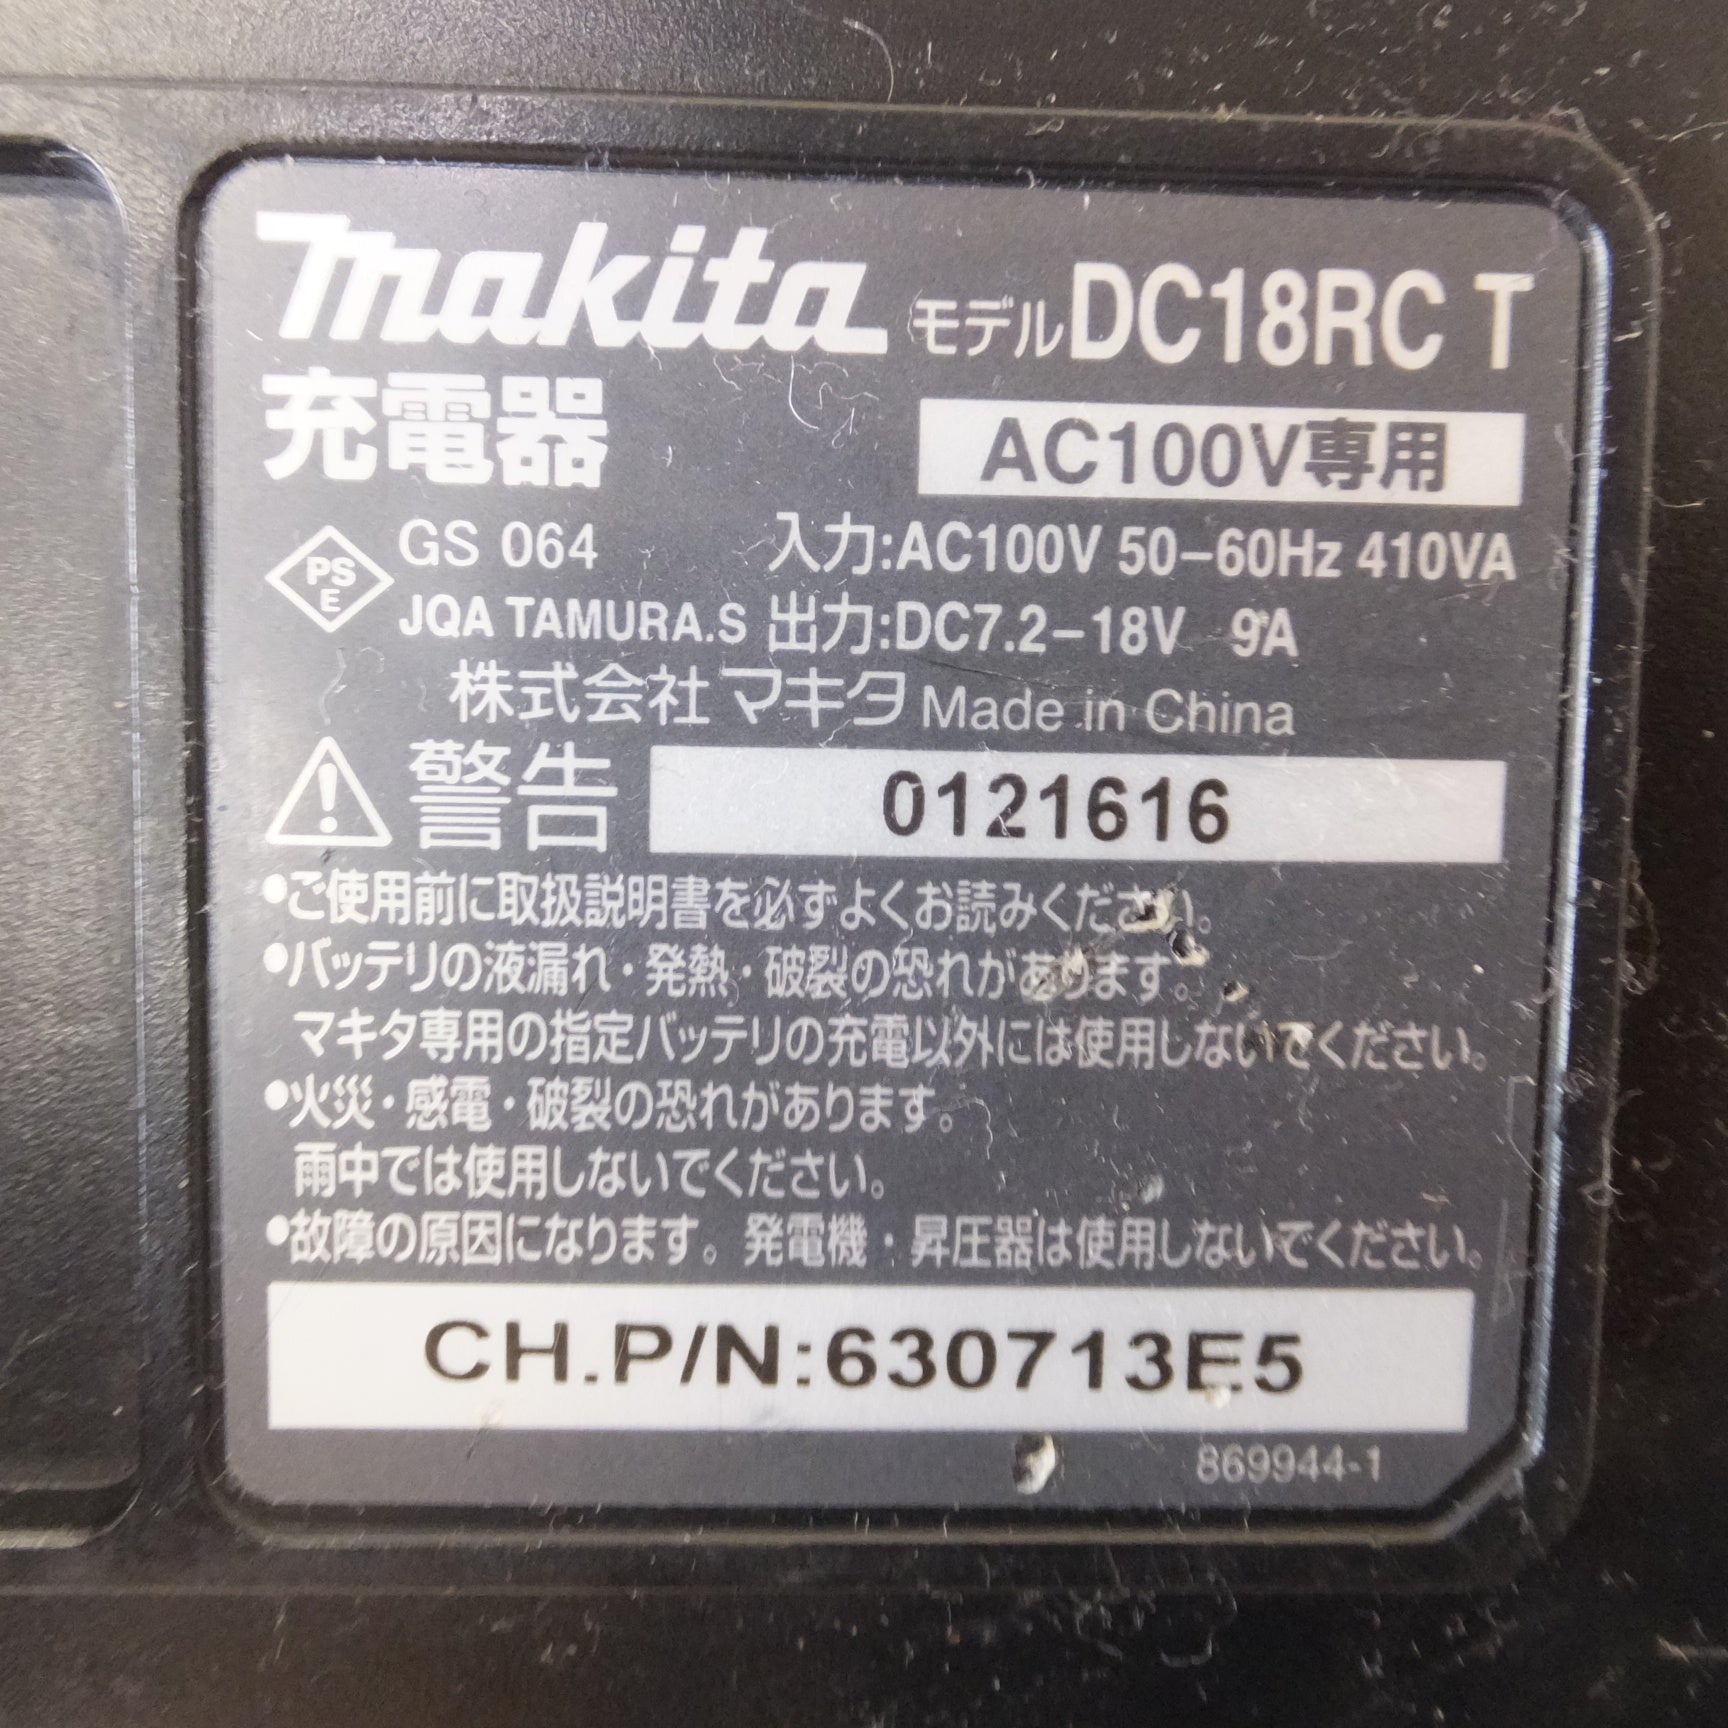 makita モデル DC18RC T
充電器
AC100V専用
PS E GS 064 入力:AC100V 50-60Hz 410VA
JQA TAMURA.S 出力:DC7.2-18V 9A
株式会社マキタ Made in China
警告 0121616
•ご使用前に取扱説明書を必ずよくお読みください。
•バッテリの液漏れ・発熱・破裂の恐れがあります。
マキタ専用の指定バッテリの充電以外には使用しないでください。
•火災・感電・破裂の恐れがあります。
雨中では使用しないでください。
•故障の原因になります。発電機・昇圧器は使用しないでください。
CH.P/N:630713E5
869944-1